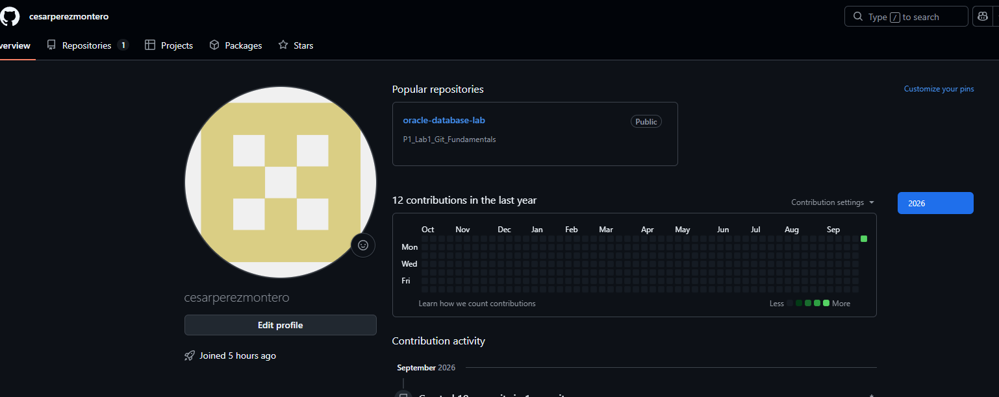 cesarperezmontero
Type / to search
verview
Repositories 1
Projects
Packages
Stars
Popular repositories
Customize your pins
oracle-database-lab
Public
P1_Lab1_Git_Fundamentals
12 contributions in the last year
Contribution settings
2026
Oct Nov Dec Jan Feb Mar Apr May Jun Jul Aug Sep
Mon
Wed
Fri
Learn how we count contributions
Less More
cesarperezmontero
Edit profile
Joined 5 hours ago
Contribution activity
September 2026